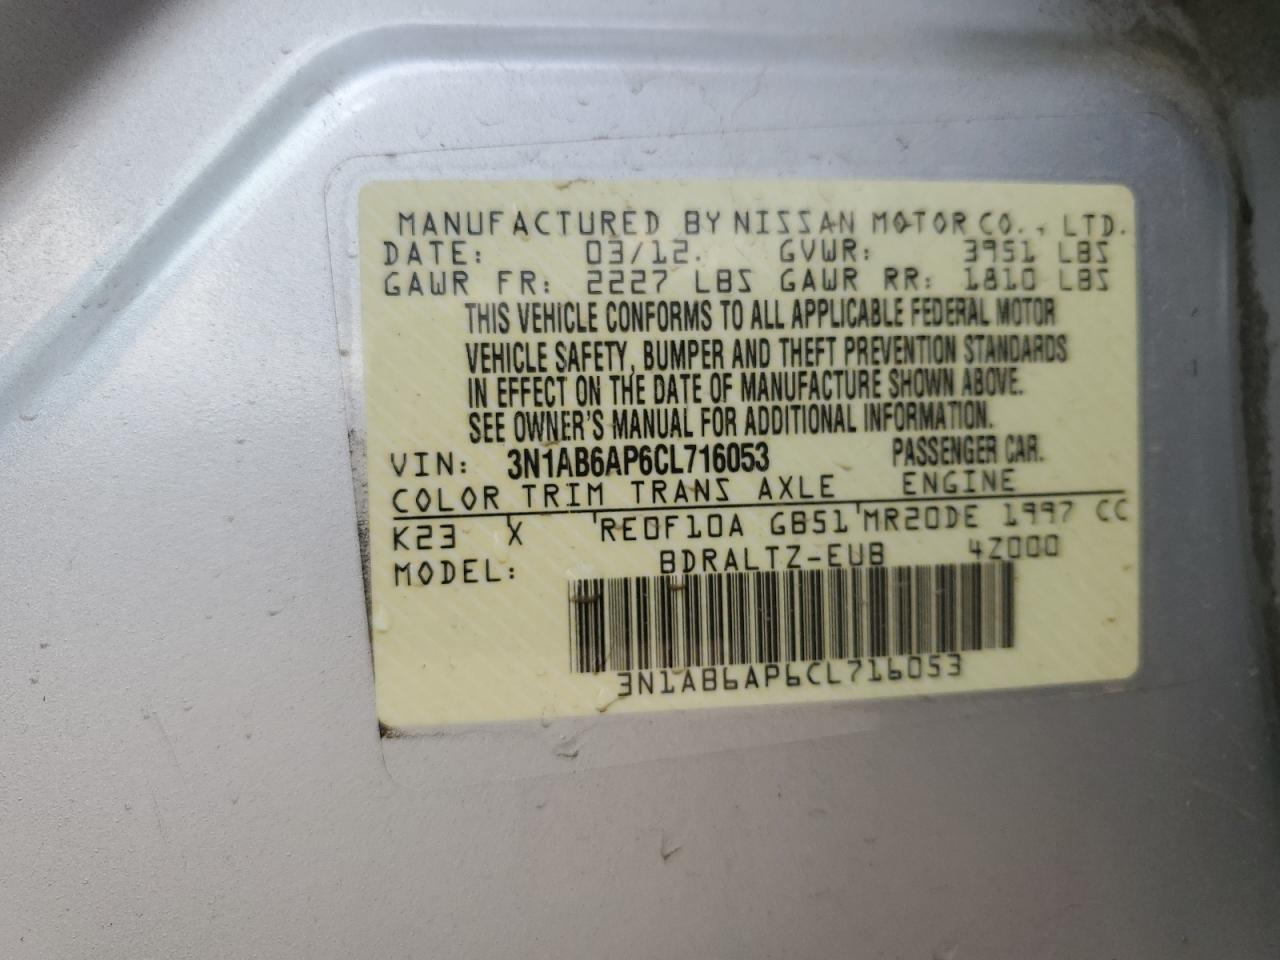 MANUFACTURED BY NISSAN MOTOR CO., LTD.
DATE: 03/12. GVWR: 3951 LBS
GAWR FR: 2227 LBS GAWR RR: 1810 LBS
THIS VEHICLE CONFORMS TO ALL APPLICABLE FEDERAL MOTOR
VEHICLE SAFETY, BUMPER AND THEFT PREVENTION STANDARDS
IN EFFECT ON THE DATE OF MANUFACTURE SHOWN ABOVE.
SEE OWNER'S MANUAL FOR ADDITIONAL INFORMATION.
VIN: 3N1AB6AP6CL716053 PASSENGER CAR.
COLOR TRIM TRANS AXLE ENGINE
K23 X RE0F10A GB51 MR20DE 1997 CC
MODEL: BDRALTZ-EUB 4Z000
3N1AB6AP6CL716053